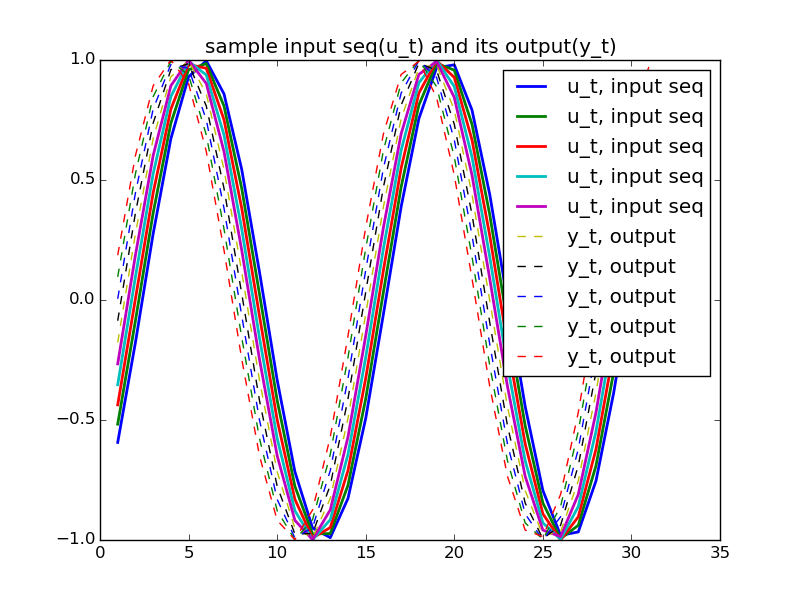 sample input seq(u_t) and its output(y_t)
1.0
0.5
0.0
−0.5
−1.0
0 5 10 15 20 25 30 35
u_t, input seq
u_t, input seq
u_t, input seq
u_t, input seq
u_t, input seq
y_t, output
y_t, output
y_t, output
y_t, output
y_t, output